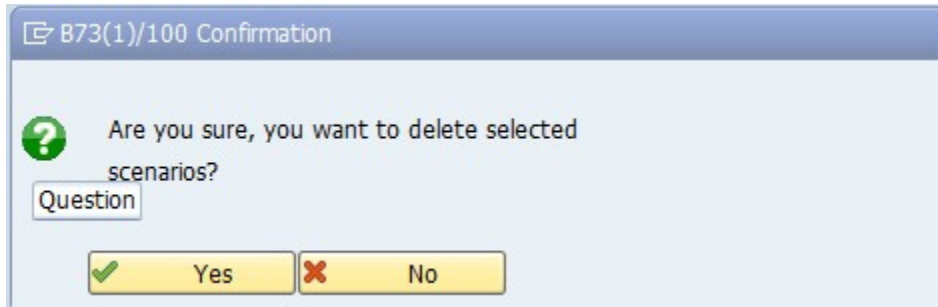 B73(1)/100 Confirmation
Are you sure, you want to delete selected
scenarios?
Question
Yes
No